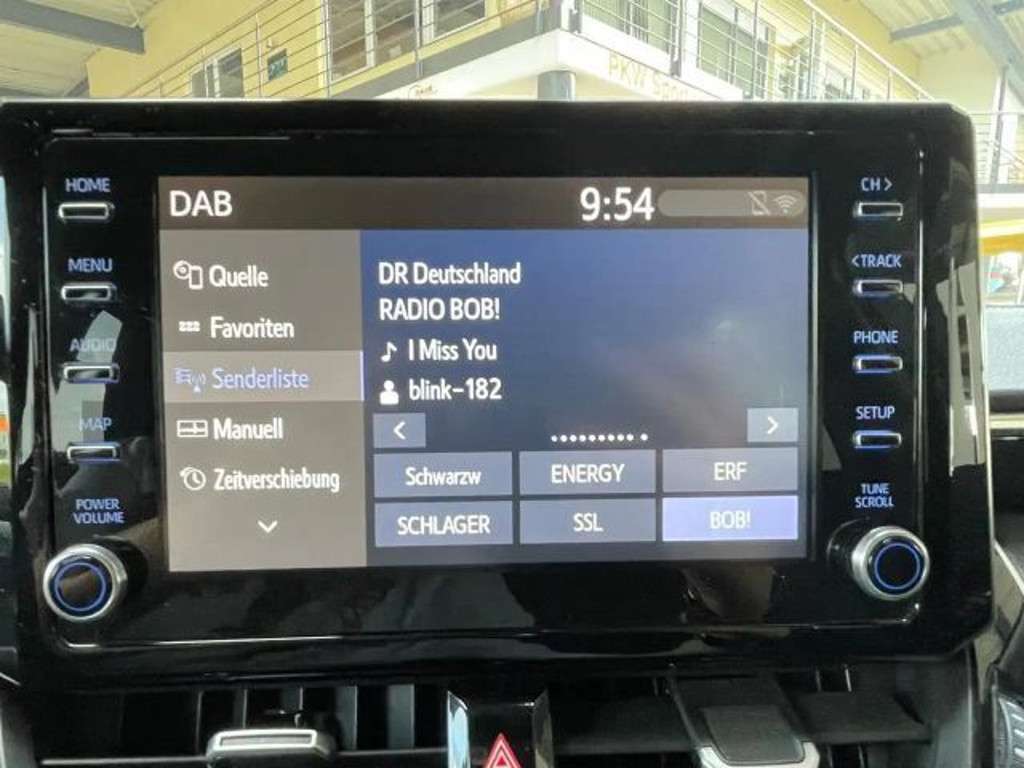 HOME
MENU
AUDIO
MAP
POWER
VOLUME
DAB
9:54
Quelle
Favoriten
Senderliste
Manuell
Zeitverschiebung
DR Deutschland
RADIO BOB!
I Miss You
blink-182
<
>
Schwarzw
ENERGY
ERF
SCHLAGER
SSL
BOB!
CH >
< TRACK
PHONE
SETUP
TUNE
SCROLL
PKW